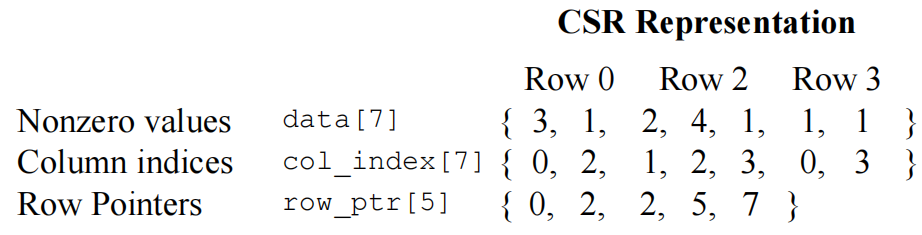 CSR Representation
Row 0 Row 2 Row 3
Nonzero values data[7] { 3, 1, 2, 4, 1, 1, 1 }
Column indices col_index[7] { 0, 2, 1, 2, 3, 0, 3 }
Row Pointers row_ptr[5] { 0, 2, 2, 5, 7 }